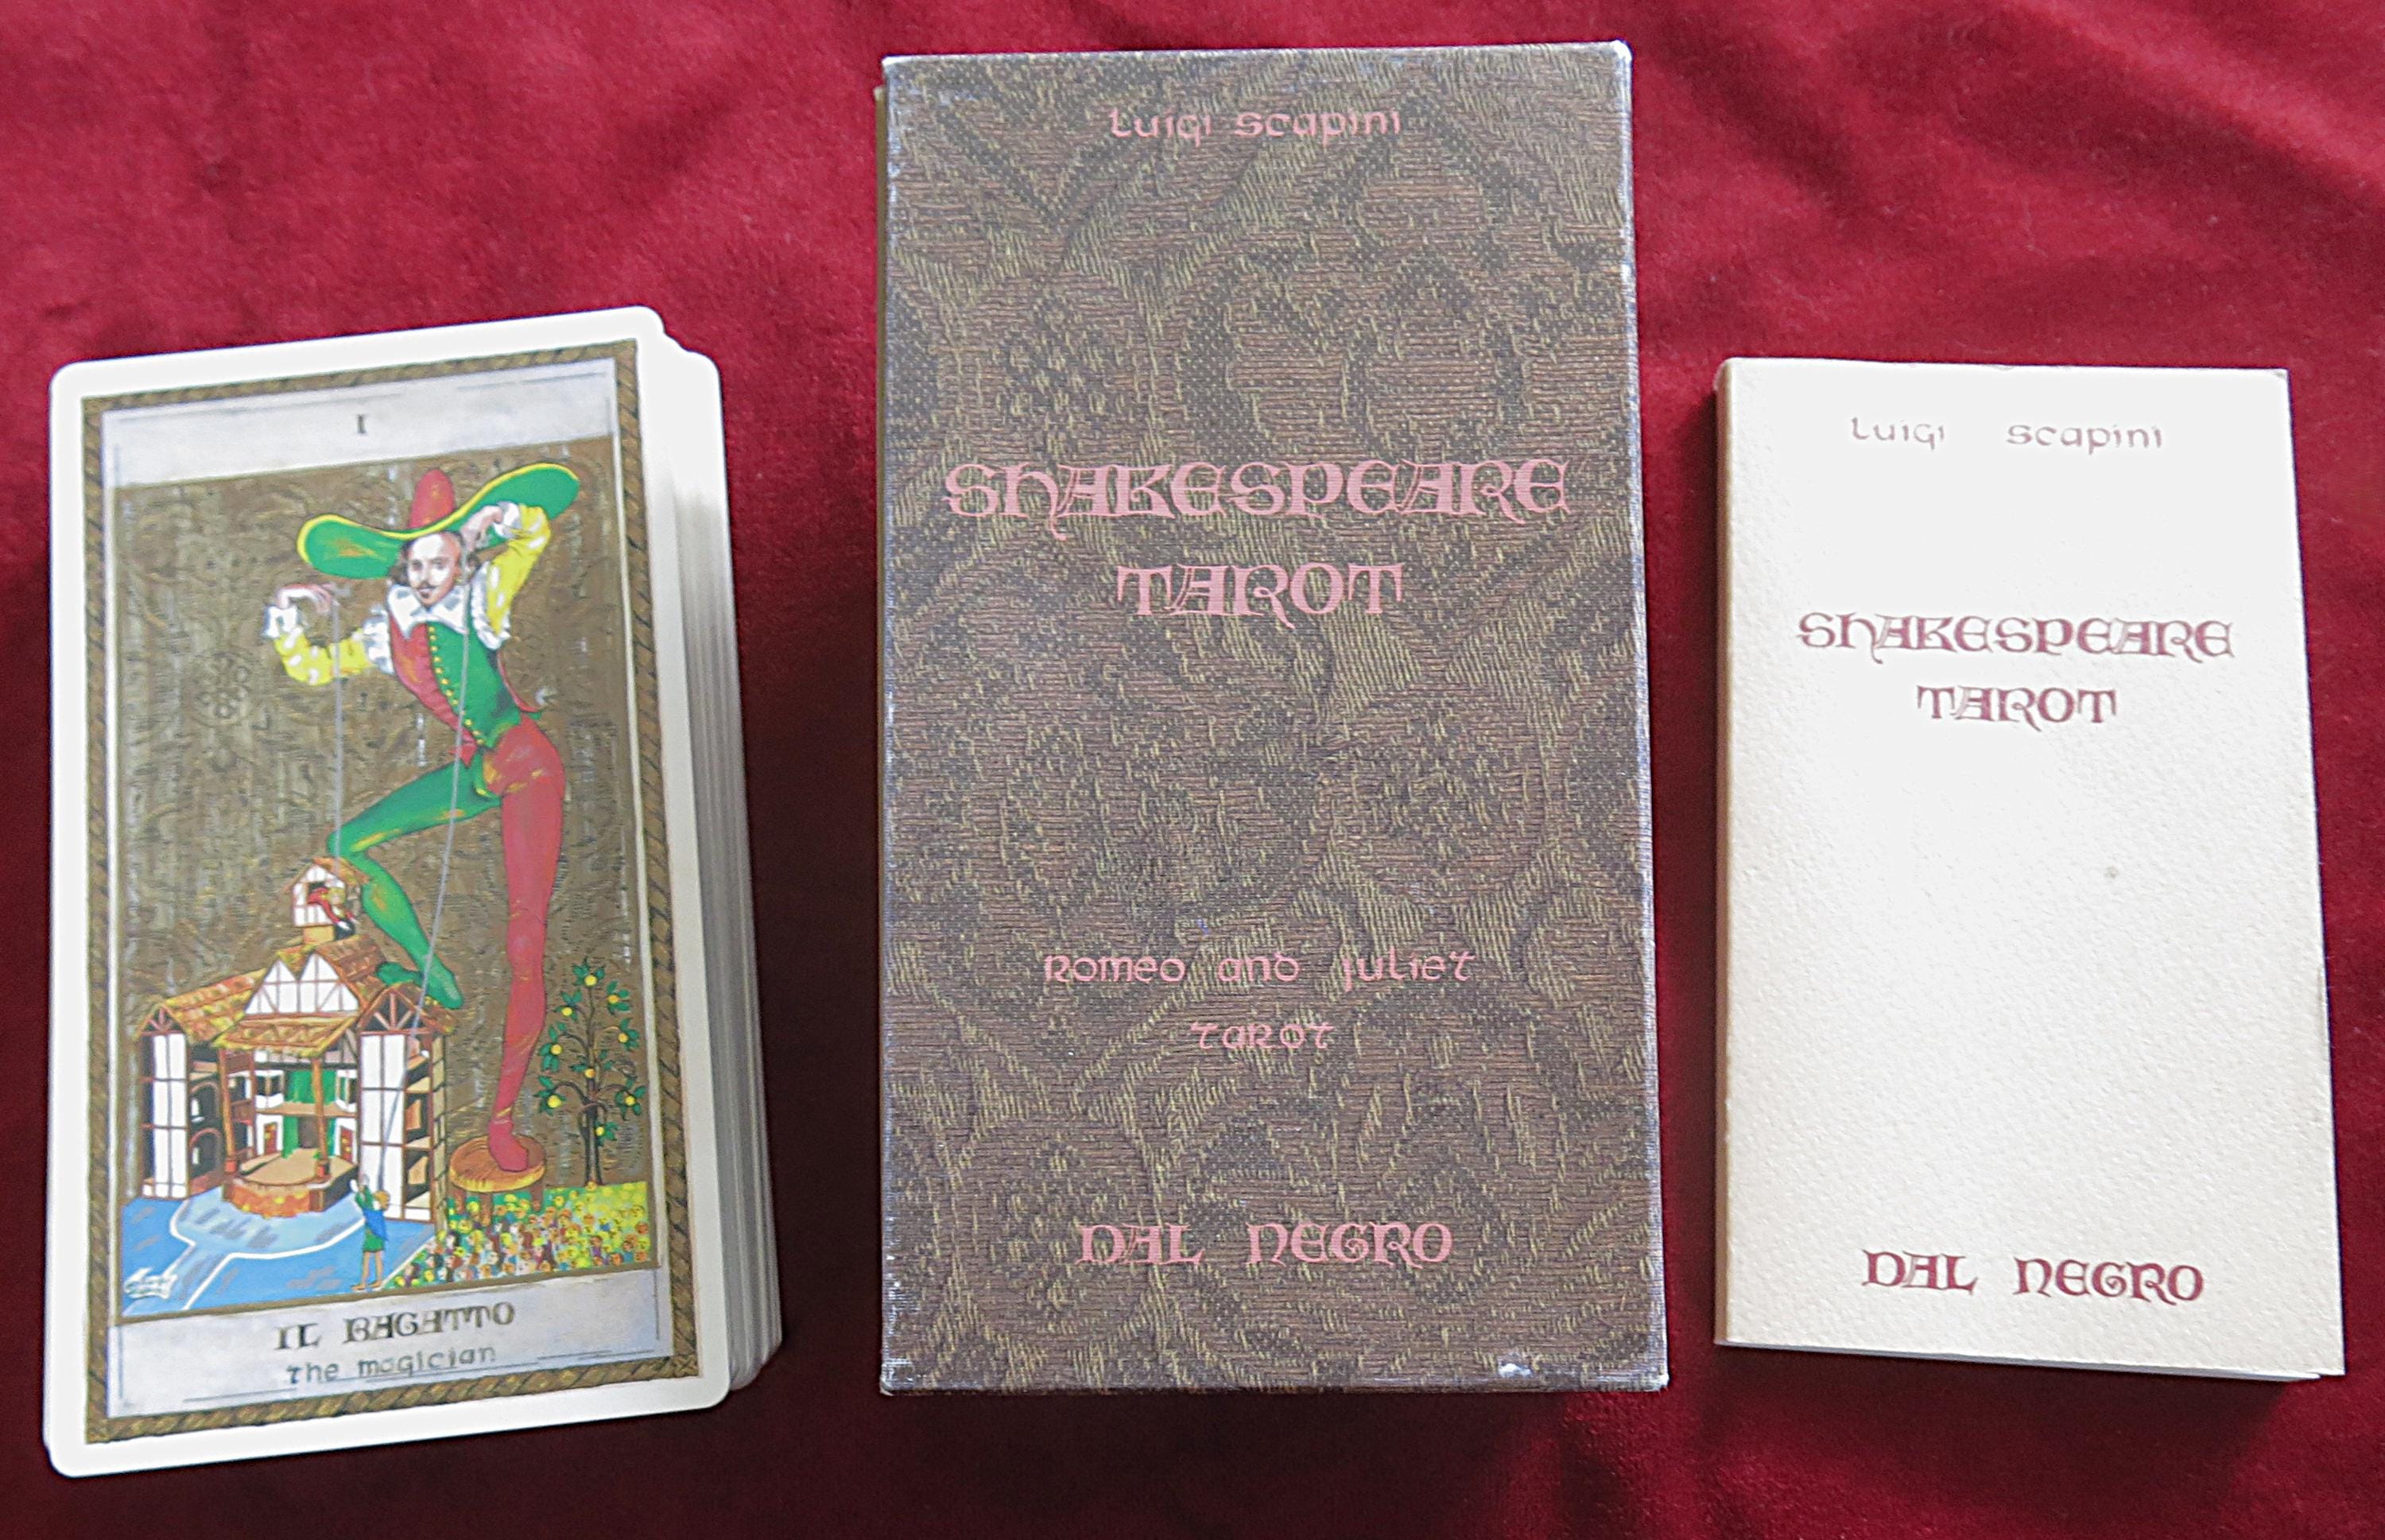 I
IL BAGATTO
the magician
Luigi Scapini
SHAKESPEARE
TAROT
Romeo and Juliet
tarot
DAL NEGRO
Luigi Scapini
SHAKESPEARE
TAROT
DAL NEGRO